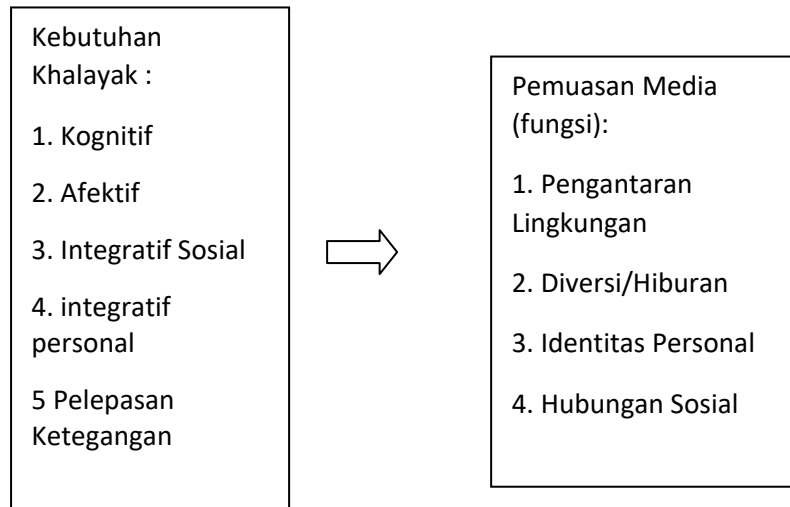 Kebutuhan
Khalayak :
1. Kognitif
2. Afektif
3. Integratif Sosial
4. integratif
personal
5 Pelepasan
Ketegangan
Pemuasan Media
(fungsi):
1. Pengantaran
Lingkungan
2. Diversi/Hiburan
3. Identitas Personal
4. Hubungan Sosial